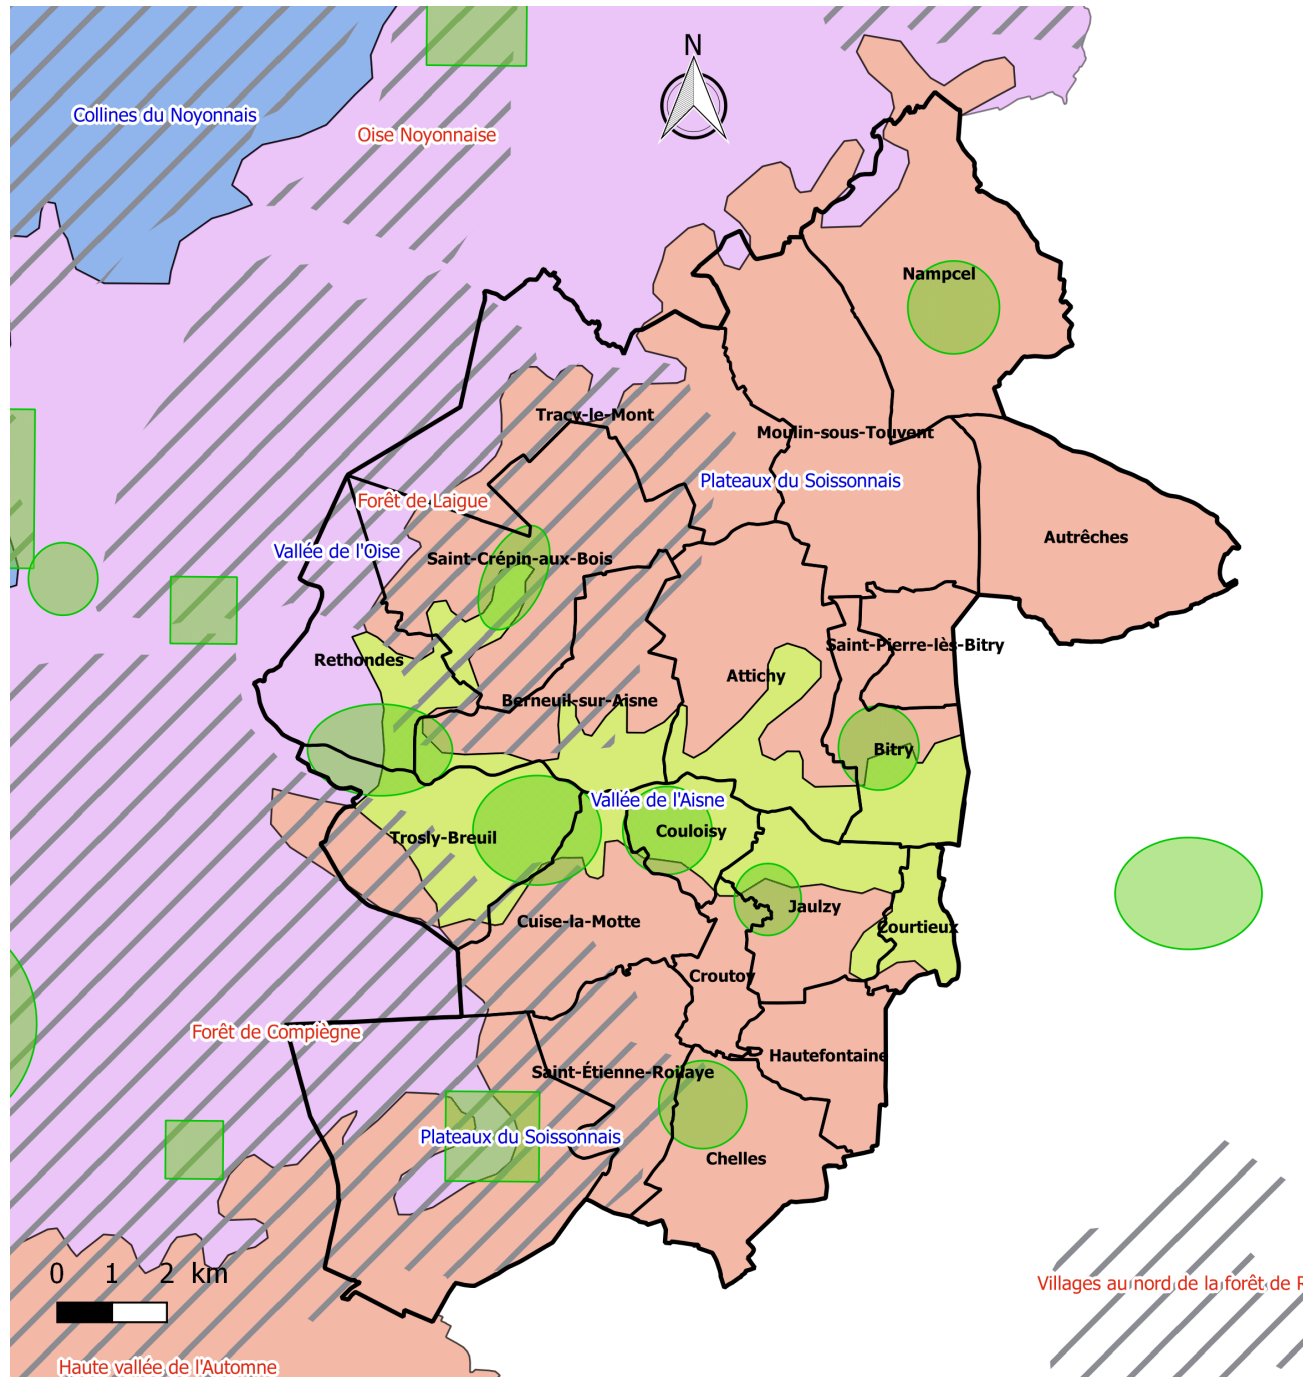 N
Collines du Noyonnais
Oise Noyonnaise
Nampcel
Tracy-le-Mont
Moulin-sous-Touvent
Plateaux du Soissonnais
Forêt de Laigue
Autrêches
Vallée de l'Oise
Saint-Crépin-aux-Bois
Saint-Pierre-lès-Bitry
Rethondes
Attichy
Berneuil-sur-Aisne
Bitry
Vallée de l'Aisne
Couloisy
Trosly-Breuil
Jaulzy
Cuise-la-Motte
Courtieux
Croutoy
Forêt de Compiègne
Hautefontaine
Saint-Étienne-Roilaye
Plateaux du Soissonnais
Chelles
0 1 2 km
Villages au nord de la forêt de R
Haute vallée de l'Automne